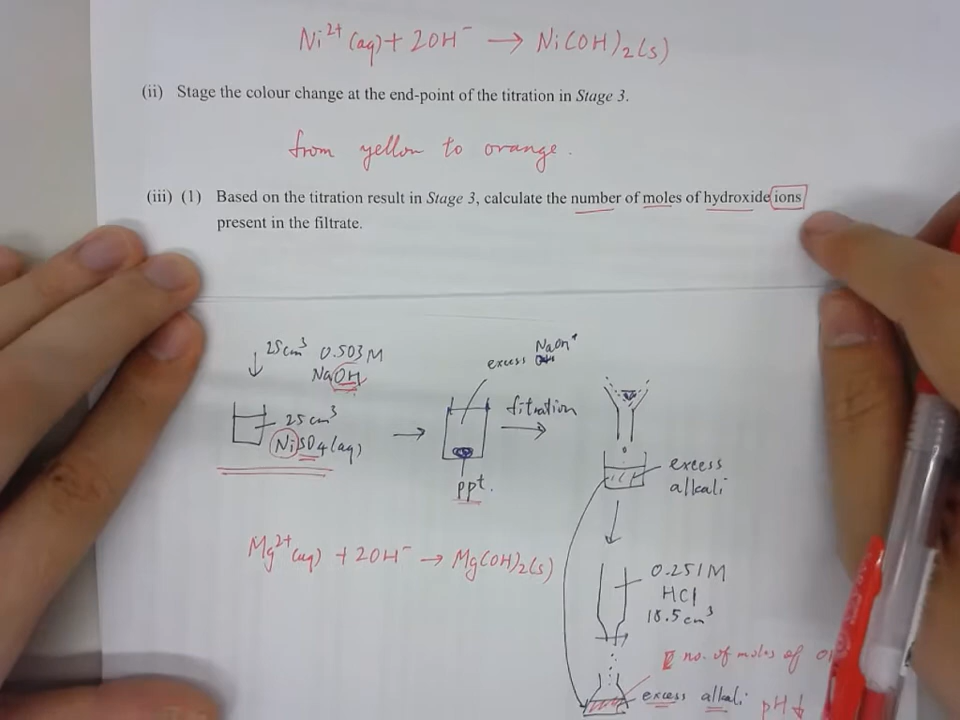 Ni²⁺(aq) + 2OH⁻ → Ni(OH)₂(s)
(ii) Stage the colour change at the end-point of the titration in Stage 3.
from yellow to orange.
(iii) (1) Based on the titration result in Stage 3, calculate the number of moles of hydroxide ions
present in the filtrate.
25cm³ 0.503M
NaOH
25cm³
NiSO₄(aq)
excess NaOH
ppt.
excess
alkali
Mg²⁺(aq) + 2OH⁻ → Mg(OH)₂(s)
0.251M
HCl
18.5cm³
no. of moles of
excess alkali pH↓